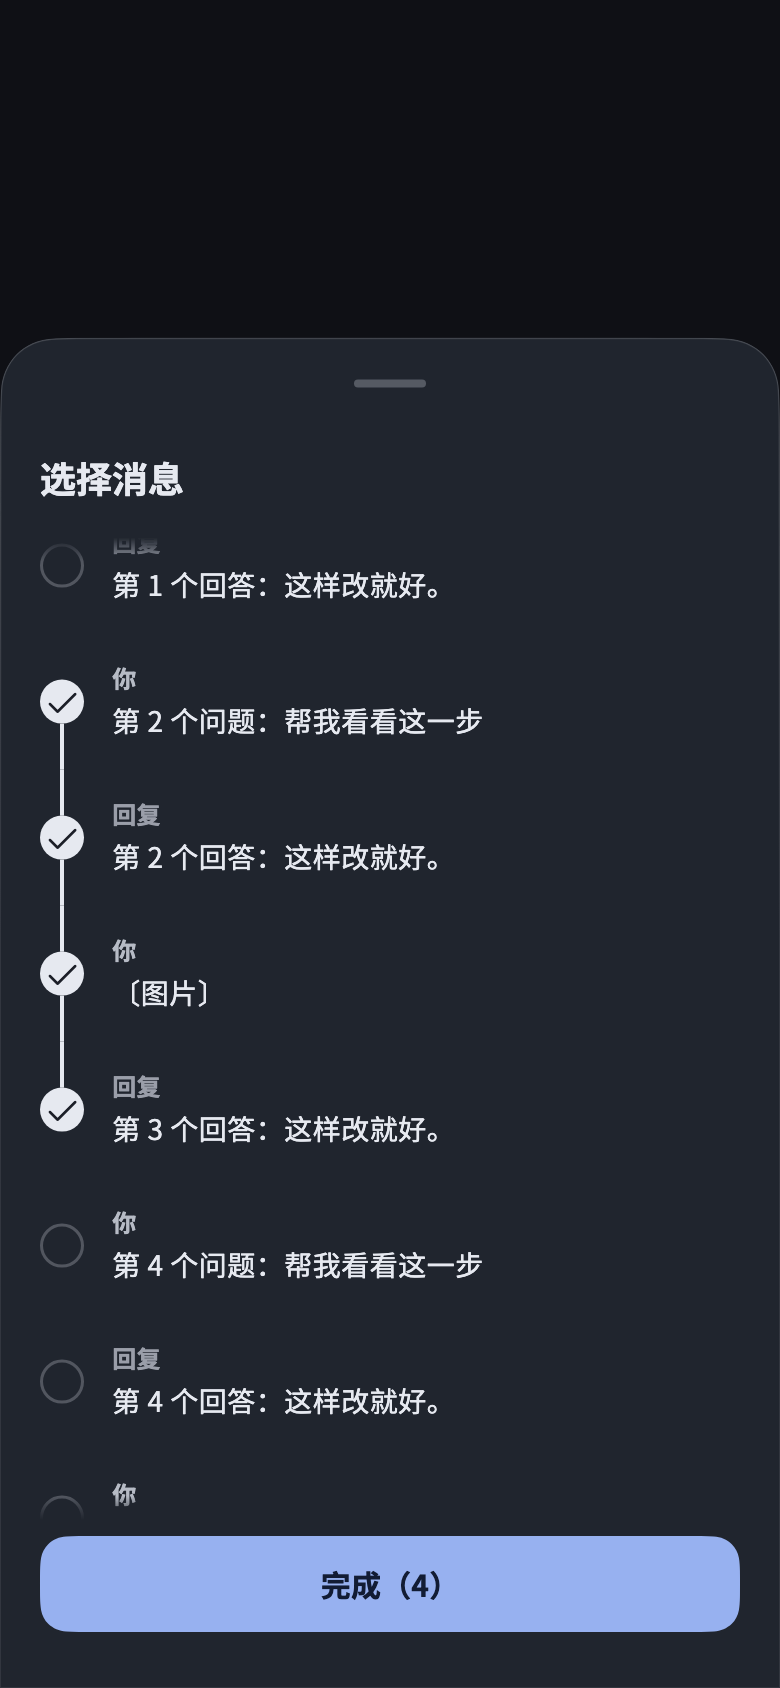 选择消息
回复
第 1 个回答：这样改就好。
你
第 2 个问题：帮我看看这一步
回复
第 2 个回答：这样改就好。
你
〔图片〕
回复
第 3 个回答：这样改就好。
你
第 4 个问题：帮我看看这一步
回复
第 4 个回答：这样改就好。
你
完成（4）